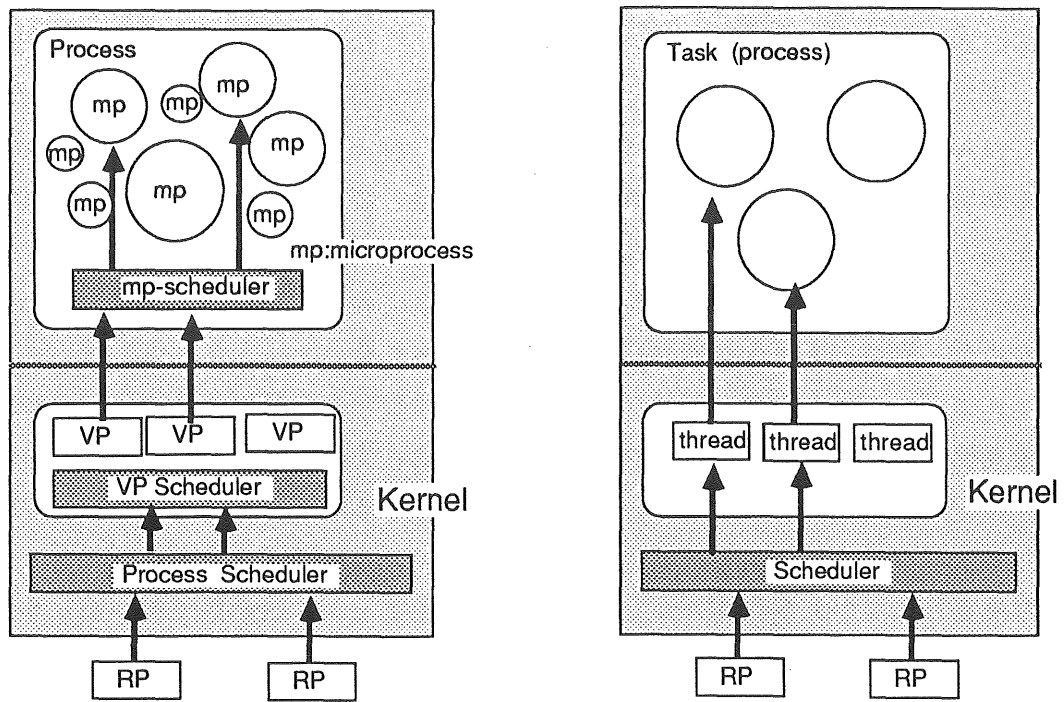 Process
mp
mp
mp
mp
mp
mp
mp
mp
mp:microprocess
mp-scheduler
VP
VP
VP
VP Scheduler
Kernel
Process Scheduler
RP
RP
Task (process)
thread
thread
thread
Kernel
Scheduler
RP
RP